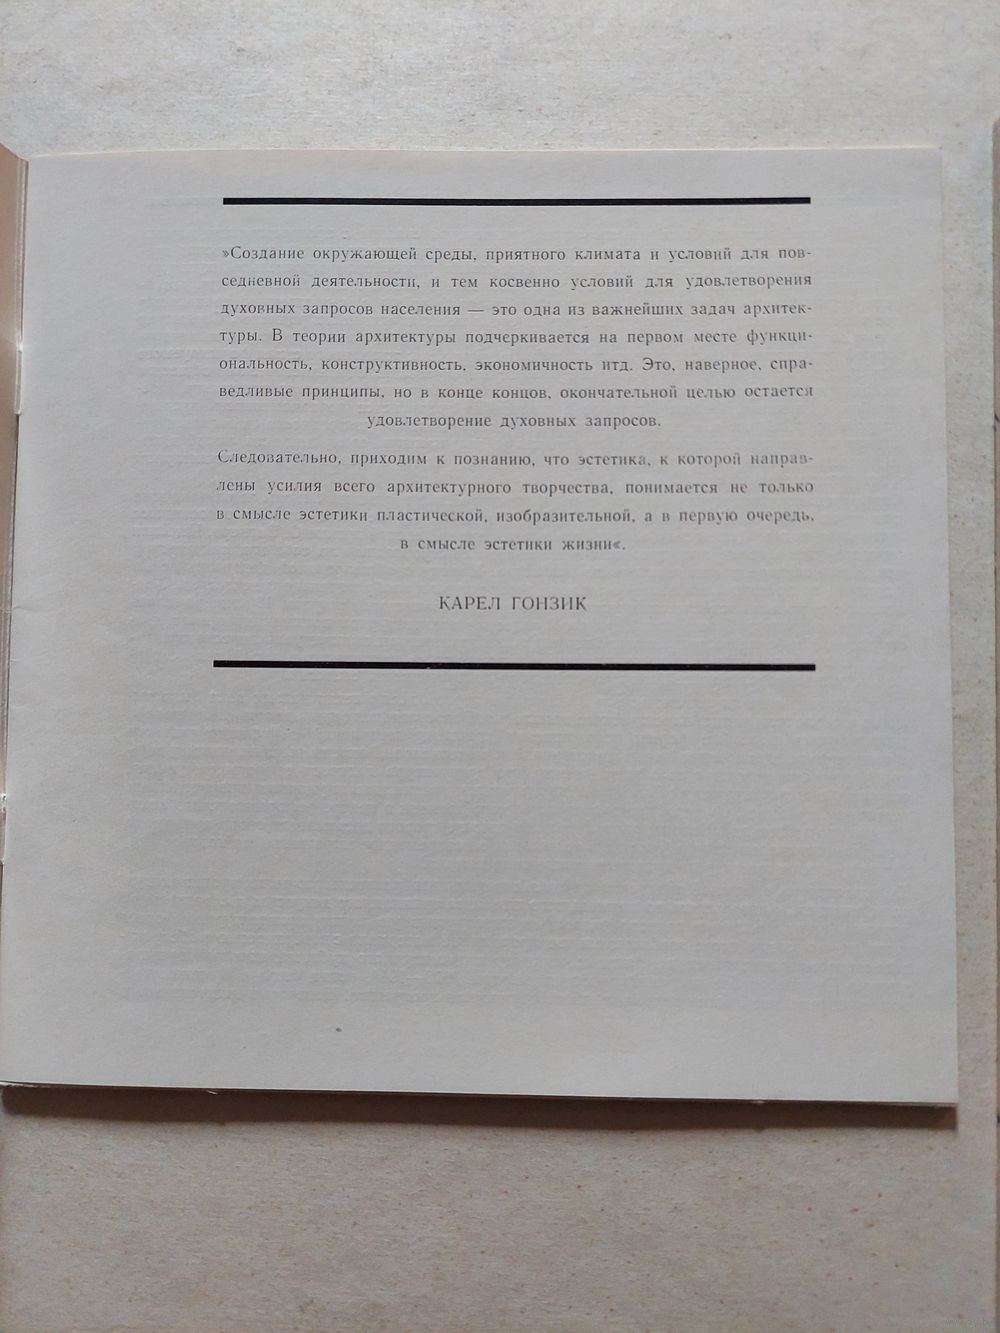 »Создание окружающей среды, приятного климата и условий для пов-
седневной деятельности, и тем косвенно условий для удовлетворения
духовных запросов населения — это одна из важнейших задач архитек-
туры. В теории архитектуры подчеркивается на первом месте функци-
ональность, конструктивность, экономичность итд. Это, наверное, спра-
ведливые принципы, но в конце концов, окончательной целью остается
удовлетворение духовных запросов.
Следовательно, приходим к познанию, что эстетика, к которой направ-
лены усилия всего архитектурного творчества, понимается не только
в смысле эстетики пластической, изобразительной, а в первую очередь,
в смысле эстетики жизни«.
КАРЕЛ ГОНЗИК